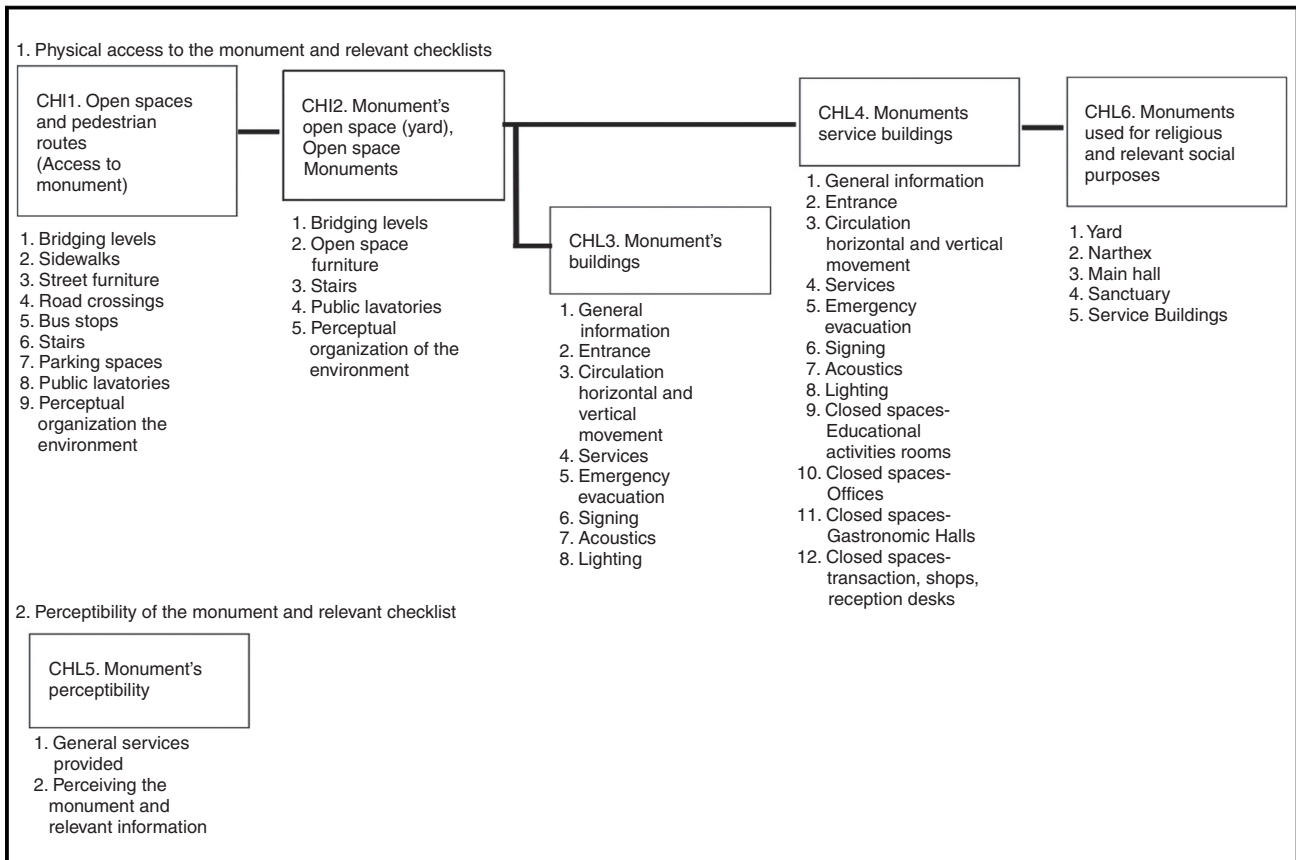 1. Physical access to the monument and relevant checklists
CHI1. Open spaces
and pedestrian
routes
(Access to
monument)
1. Bridging levels
2. Sidewalks
3. Street furniture
4. Road crossings
5. Bus stops
6. Stairs
7. Parking spaces
8. Public lavatories
9. Perceptual
organization the
environment
CHI2. Monument's
open space (yard),
Open space
Monuments
1. Bridging levels
2. Open space
furniture
3. Stairs
4. Public lavatories
5. Perceptual
organization of the
environment
CHL3. Monument's
buildings
1. General
information
2. Entrance
3. Circulation
horizontal and
vertical
movement
4. Services
5. Emergency
evacuation
6. Signing
7. Acoustics
8. Lighting
CHL4. Monuments
service buildings
1. General information
2. Entrance
3. Circulation
horizontal and vertical
movement
4. Services
5. Emergency
evacuation
6. Signing
7. Acoustics
8. Lighting
9. Closed spaces-
Educational
activities rooms
10. Closed spaces-
Offices
11. Closed spaces-
Gastronomic Halls
12. Closed spaces-
transaction, shops,
reception desks
CHL6. Monuments
used for religious
and relevant social
purposes
1. Yard
2. Narthex
3. Main hall
4. Sanctuary
5. Service Buildings
2. Perceptibility of the monument and relevant checklist
CHL5. Monument's
perceptibility
1. General services
provided
2. Perceiving the
monument and
relevant information